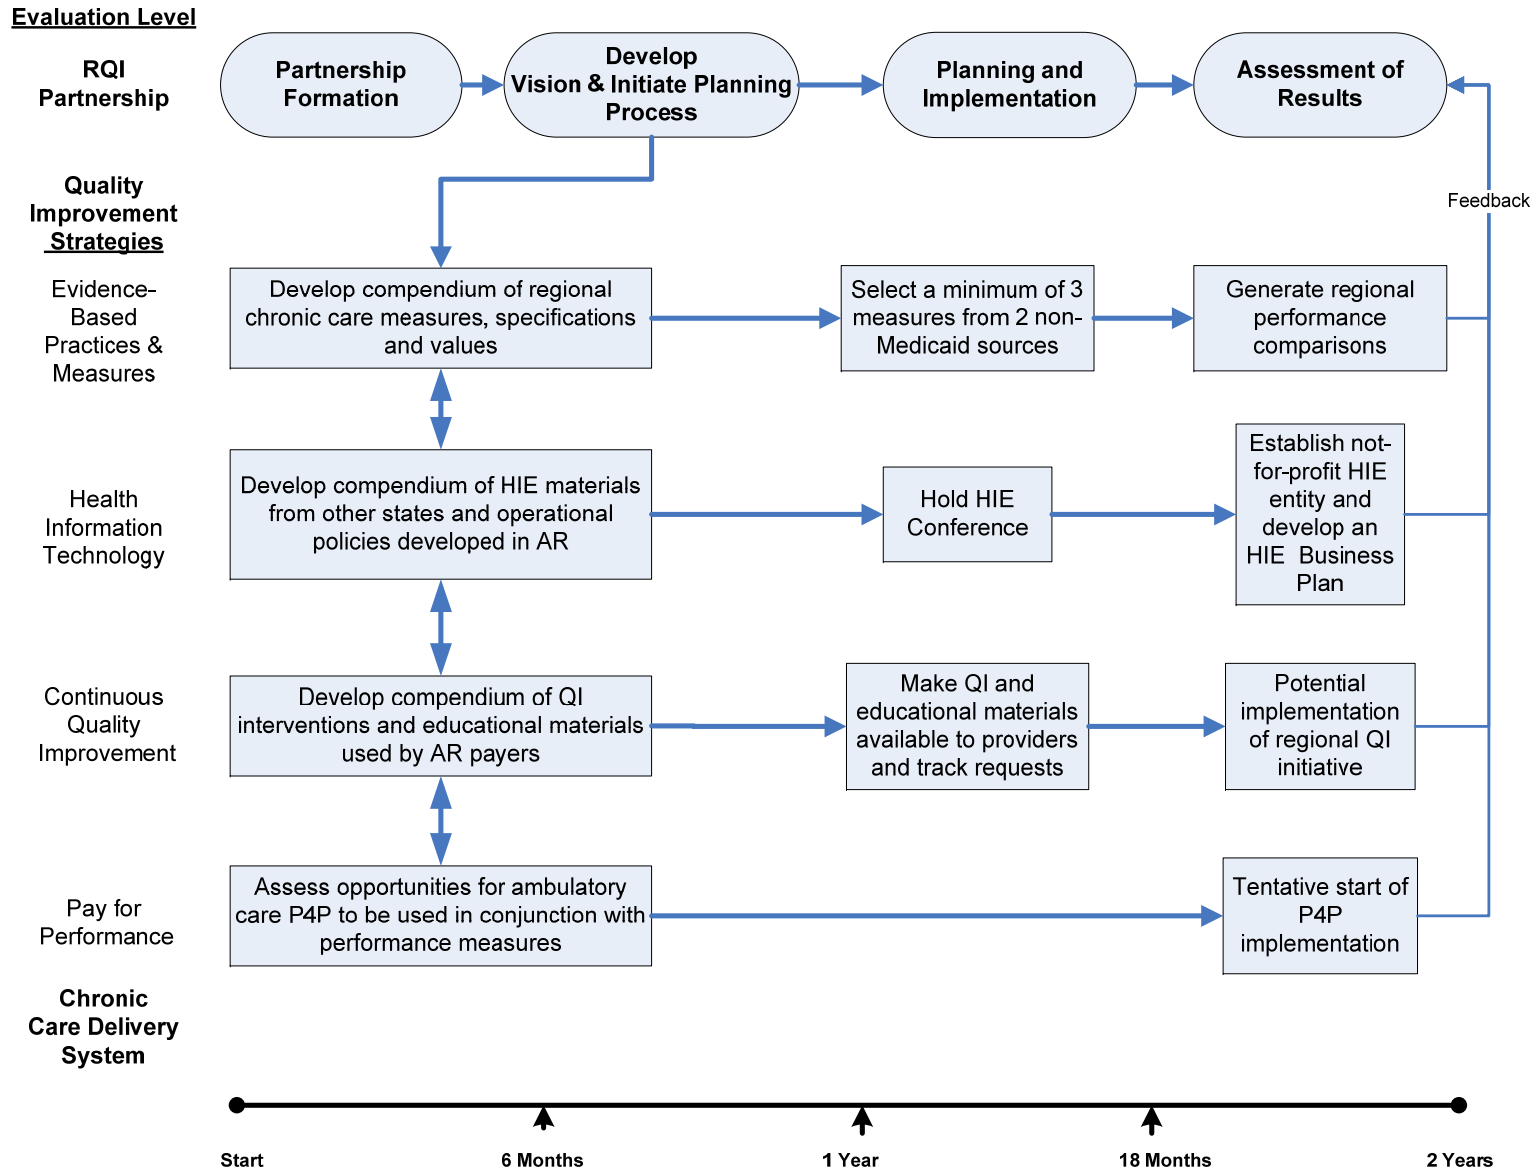 Evaluation Level
RQI
Partnership
Partnership
Formation
Develop
Vision & Initiate Planning
Process
Planning and
Implementation
Assessment of
Results
Feedback
Quality
Improvement
Strategies
Evidence–
Based
Practices &
Measures
Develop compendium of regional
chronic care measures, specifications
and values
Select a minimum of 3
measures from 2 non-
Medicaid sources
Generate regional
performance
comparisons
Health
Information
Technology
Develop compendium of HIE materials
from other states and operational
policies developed in AR
Hold HIE
Conference
Establish not-
for-profit HIE
entity and
develop an
HIE Business
Plan
Continuous
Quality
Improvement
Develop compendium of QI
interventions and educational materials
used by AR payers
Make QI and
educational materials
available to providers
and track requests
Potential
implementation
of regional QI
initiative
Pay for
Performance
Assess opportunities for ambulatory
care P4P to be used in conjunction with
performance measures
Tentative start of
P4P
implementation
Chronic
Care Delivery
System
Start
6 Months
1 Year
18 Months
2 Years